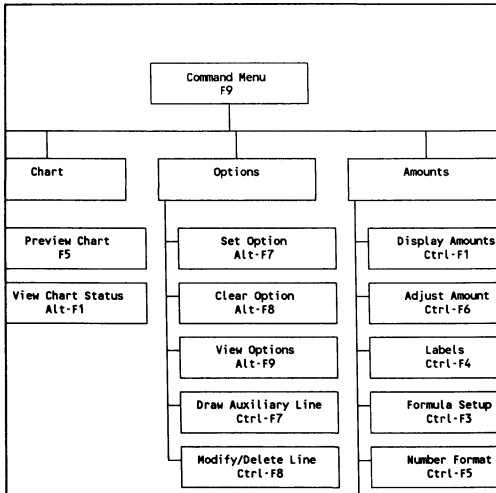 Command Menu
F9
Chart
Options
Amounts
Preview Chart
F5
View Chart Status
Alt-F1
Set Option
Alt-F7
Clear Option
Alt-F8
View Options
Alt-F9
Draw Auxiliary Line
Ctrl-F7
Modify/Delete Line
Ctrl-F8
Display Amounts
Ctrl-F1
Adjust Amount
Ctrl-F6
Labels
Ctrl-F4
Formula Setup
Ctrl-F3
Number Format
Ctrl-F5